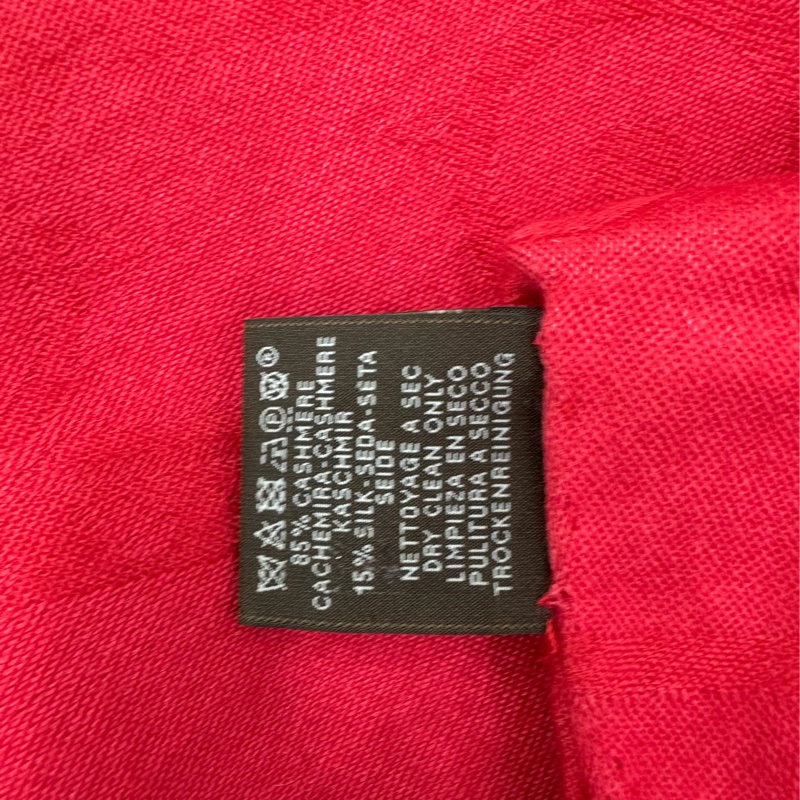 85% CASHMERE
CACHEMIRA-CASHMERE
KASCHMIR
15% SILK-SEDA-SETA
SEIDE
NETTOYAGE A SEC
DRY CLEAN ONLY
LIMPIEZA EN SECO
PULITURA A SECCO
TROCKENREINIGUNG